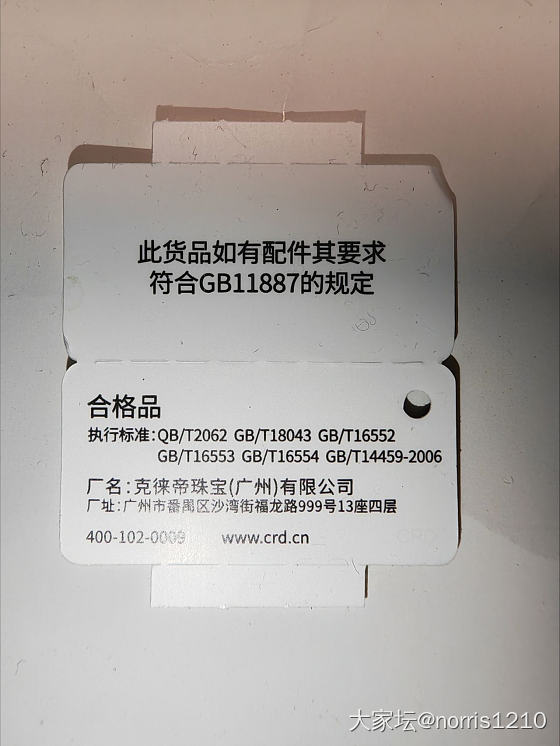 此货品如有配件其要求
符合GB11887的规定
合格品
执行标准:QB/T2062 GB/T18043 GB/T16552
GB/T16553 GB/T16554 GB/T14459-2006
厂名:克徕帝珠宝(广州)有限公司
厂址:广州市番禺区沙湾街福龙路999号13座四层
400-102-0009 www.crd.cn
CRD
大家坛@norris1210